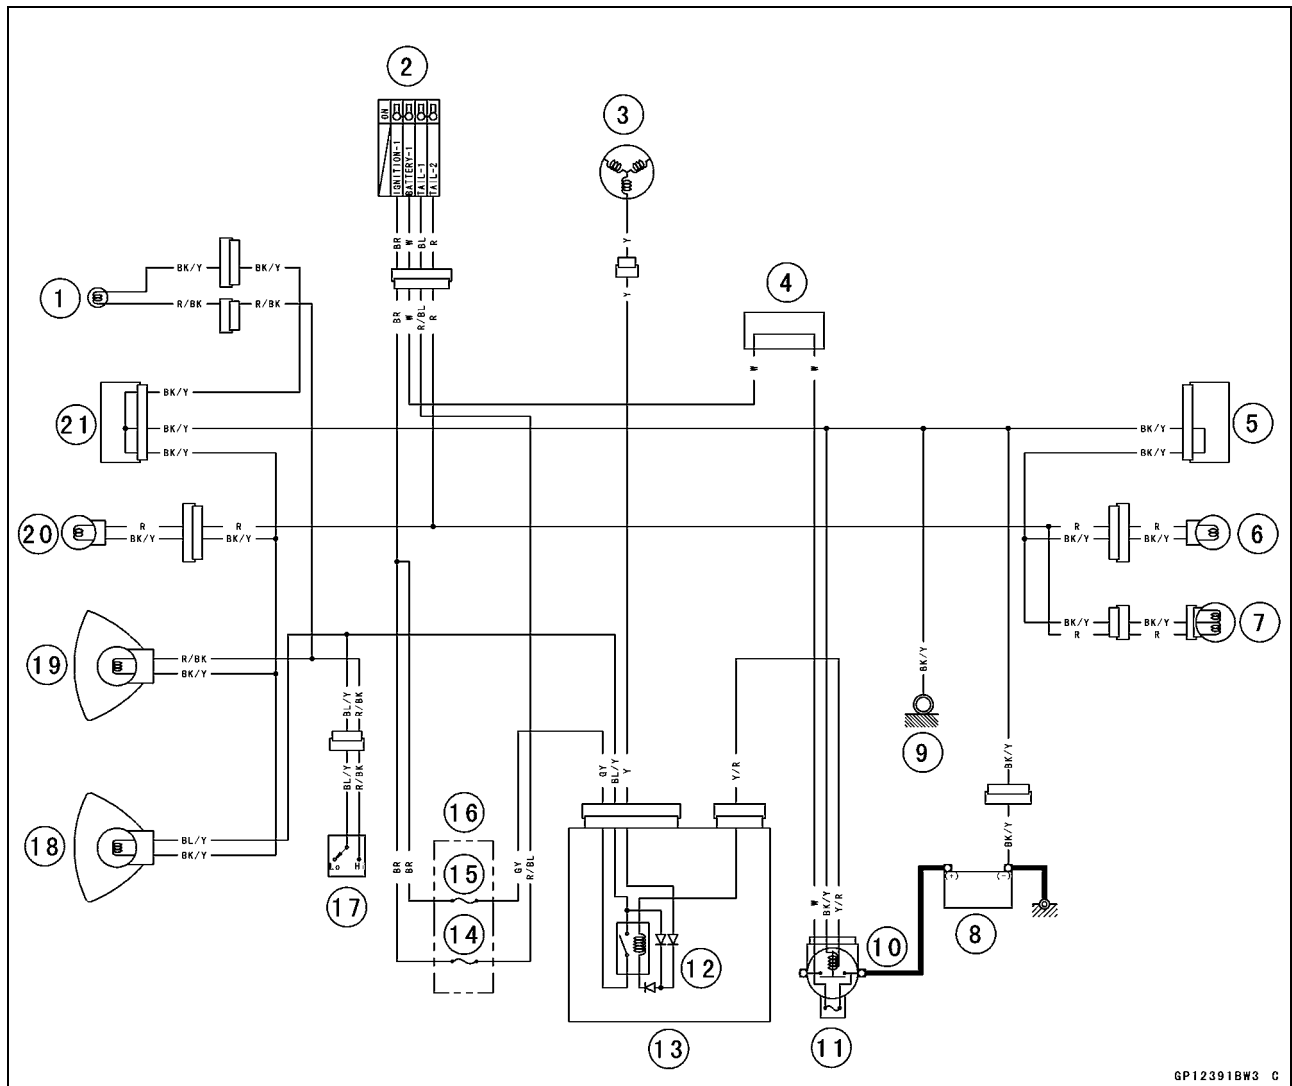 2
ON
IGNITION-1
BATTERY-1
TAIL-1
TAIL-2
3
BR
W
BL
R
Y
BK/Y
BK/Y
1
R/BK
R/BK
4
BR
W
R/BL
R
Y
W
W
21
BK/Y
BK/Y
BK/Y
BK/Y
BK/Y
5
20
R
BK/Y
R
BK/Y
R
BK/Y
R
BK/Y
6
BK/Y
R
BK/Y
R
7
19
R/BK
BK/Y
BL/Y
R/BK
BK/Y
9
BK/Y
BL/Y
R/BK
GY
BL/Y
Y
Y/R
16
18
BL/Y
BK/Y
BK/Y
Lo
Hi
17
BR
BR
15
GY
R/BL
14
(+)
(-)
8
W
BK/Y
Y/R
10
12
13
11
GP12391BW3 C